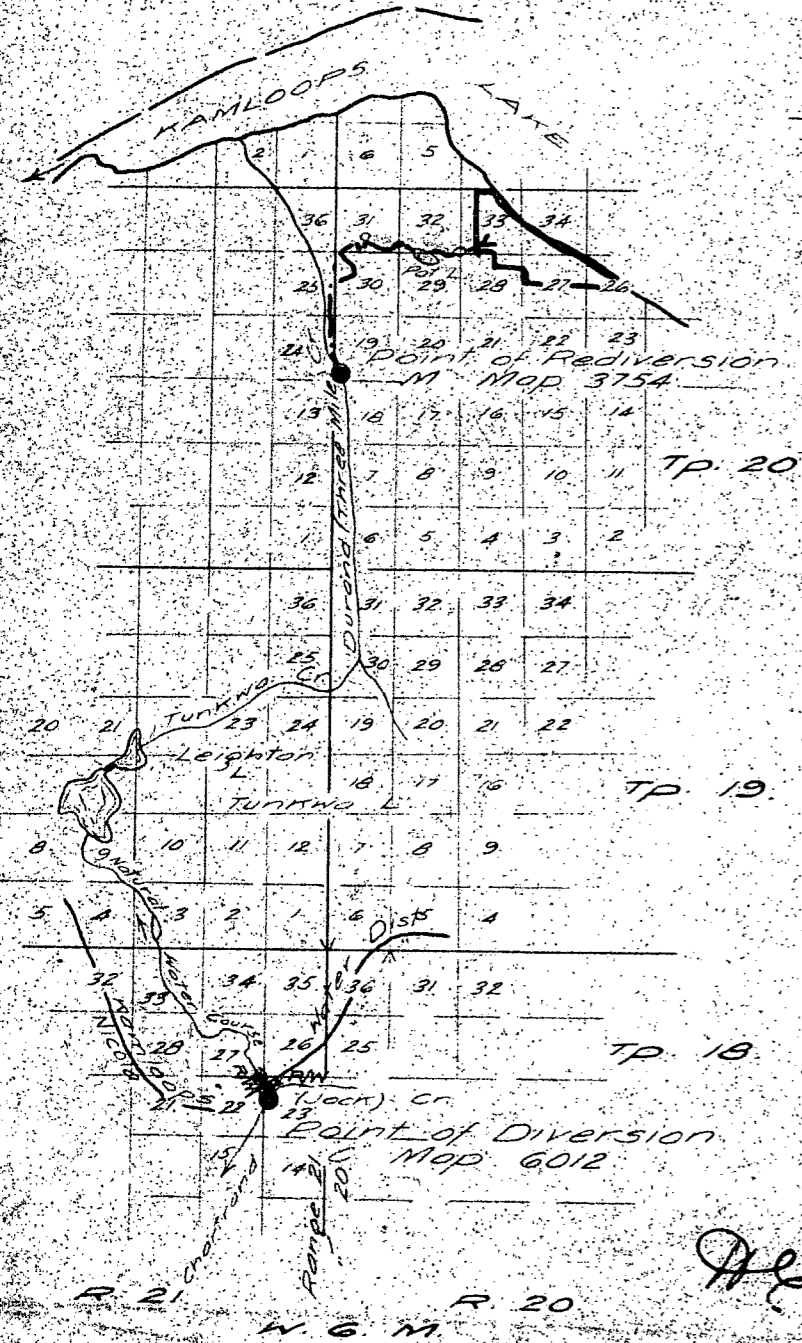 KAMLOOPS LAKE
2 1 6 5
36 31 32 33 34
Pat L
25 30 29 28 27 26
24 19 20 21 22 23
Point of Rediversion
M Map 3754
13 18 17 16 15 14
12 7 8 9 10 11
Tp. 20
1 6 5 4 3 2
Durand (Three Mile) Cr
36 31 32 33 34
25 30 29 28 27
Tunkwa Cr
20 21 23 24 19 20 21 22
Leighton L
18 17 16
Tunkwa L
Tp. 19.
8 9 10 11 12 7 8 9
Natural Water Course
5 4 3 2 1 6 5 4
Water Dist
32 33 34 35 36 31 32
Kamloops
Nicola
28 27 26 25
Tp. 18
21 22 23
(Jack) Cr
Point of Diversion
C Map 6012
15 14
Chartrand
Range 21
20
R. 21 R. 20
W. 6. M.